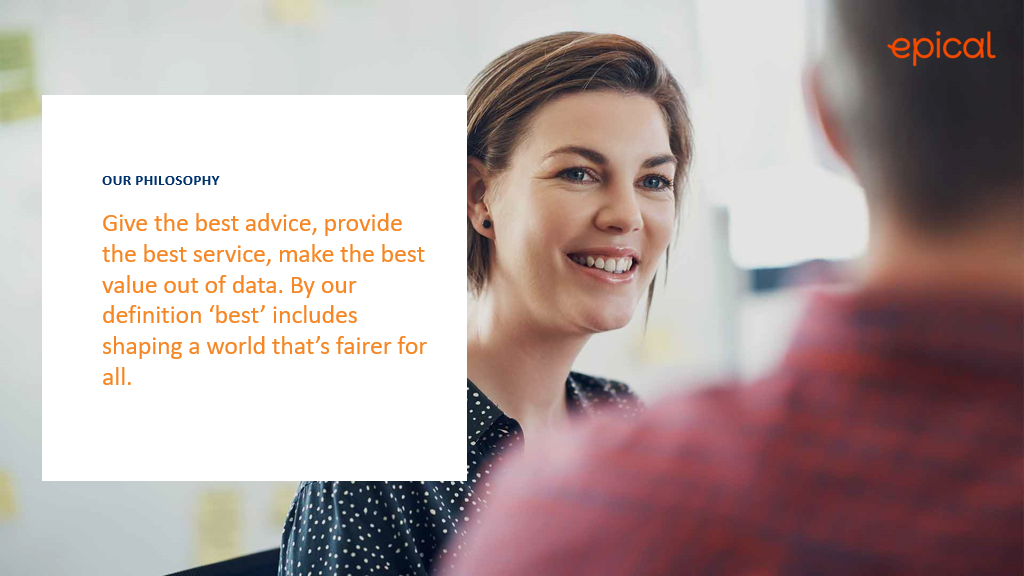 epical
OUR PHILOSOPHY
Give the best advice, provide
the best service, make the best
value out of data. By our
definition ‘best’ includes
shaping a world that’s fairer for
all.